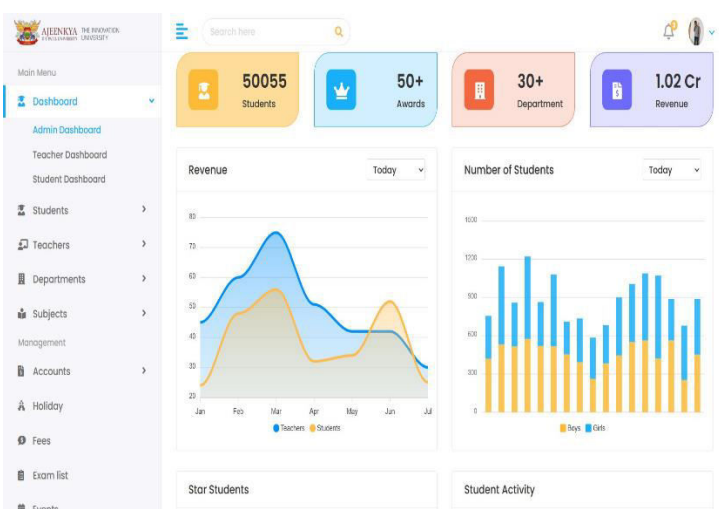 AJEENKYA THE INNOVATION
UNIVERSITY
Search here
Main Menu
Dashboard
Admin Dashboard
Teacher Dashboard
Student Dashboard
Students
Teachers
Departments
Subjects
Management
Accounts
Holiday
Fees
Exam list
Events
50055
Students
50+
Awards
30+
Department
1.02 Cr
Revenue
Revenue
Today
80
70
60
50
40
30
20
Jan Feb Mar Apr May Jun Jul
Teachers Students
Number of Students
Today
1500
1200
900
600
300
0
Boys Girls
Star Students
Student Activity